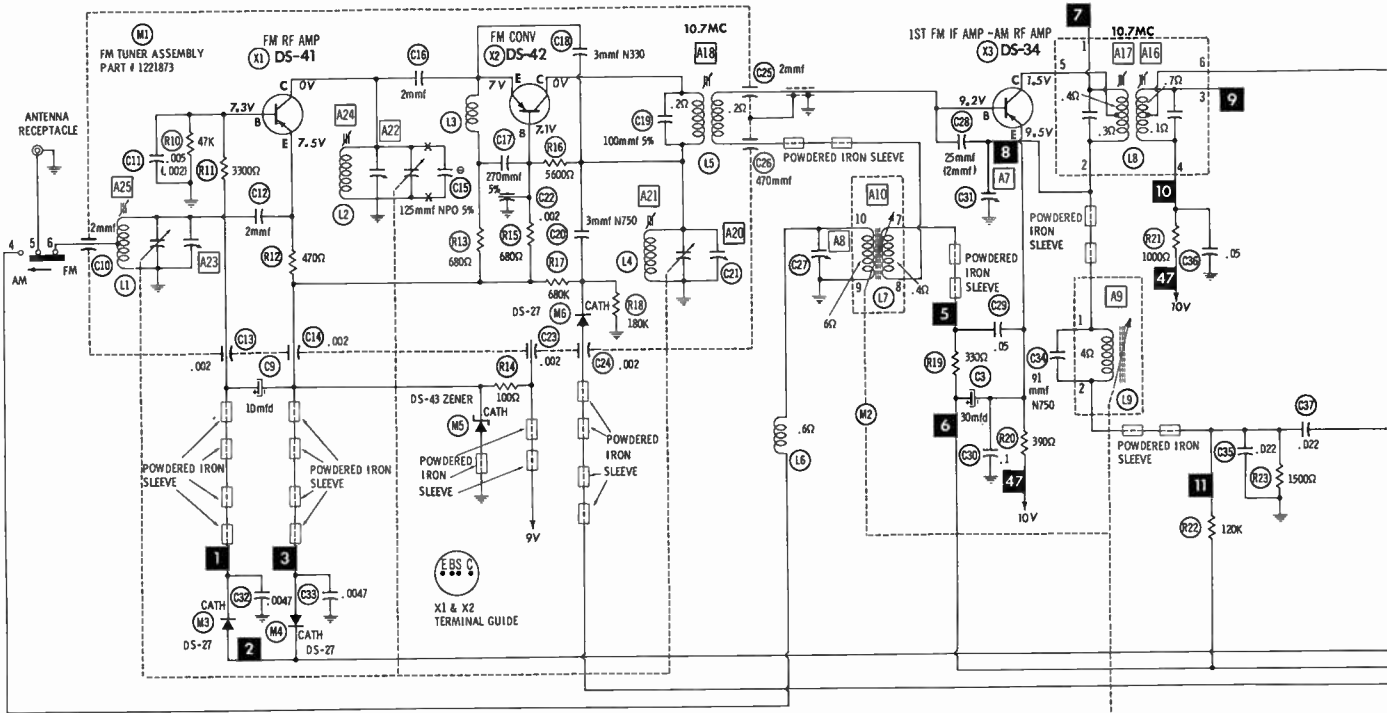 M1
FM TUNER ASSEMBLY
PART # 1221873
FM RF AMP
X1 DS-41
C
0V
7.3V
B
E
7.5V
ANTENNA
RECEPTACLE
C11
.005
(.002)
R10
47K
R11
3300Ω
C12
2mmf
R12
470Ω
A25
L1
A23
2mmf
C10
4
5
6
AM
FM
A24
L2
A22
C16
2mmf
C15
125mmf NPO 5%
FM CONV
X2 DS-42
E
7V
C
0V
B
7.1V
C18
3mmf N330
L3
C17
270mmf
5%
R16
5600Ω
C22
.002
C20
3mmf N750
R13
680Ω
R15
680Ω
R17
680K
R18
180K
10.7MC
A18
C19
100mmf 5%
.2Ω
.2Ω
L5
A21
L4
A20
C21
C25
2mmf
C26
470mmf
POWDERED IRON SLEEVE
DS-27
M6
CATH
C13
.002
C14
.002
C23
.002
C24
.002
C9
10mfd
R14
100Ω
DS-43 ZENER
CATH
M5
POWDERED
IRON
SLEEVE
POWDERED
IRON
SLEEVE
POWDERED IRON
SLEEVE
POWDERED IRON
SLEEVE
9V
1
3
C32
.0047
C33
.0047
CATH
M3
DS-27
2
M4
CATH
DS-27
E B S C
X1 & X2
TERMINAL GUIDE
.6Ω
L6
1ST FM IF AMP -AM RF AMP
X3 DS-34
C
1.5V
9.2V
B
E
9.5V
C28
25mmf
(2mmf)
8
A7
C31
A10
A8
C27
10
7
9
8
6Ω
.4Ω
L7
M2
POWDERED
IRON
SLEEVE
5
R19
330Ω
C29
.05
C3
30mfd
6
C30
.1
R20
390Ω
47
10V
7
10.7MC
1
5
A17
A16
6
3
9
.4Ω
.3Ω
.7Ω
.1Ω
2
L8
4
10
R21
1000Ω
C36
.05
47
10V
POWDERED
IRON
SLEEVE
A9
1
4Ω
2
L9
C34
91
mmf
N750
POWDERED IRON
SLEEVE
11
R22
120K
C35
.022
R23
1500Ω
C37
.022